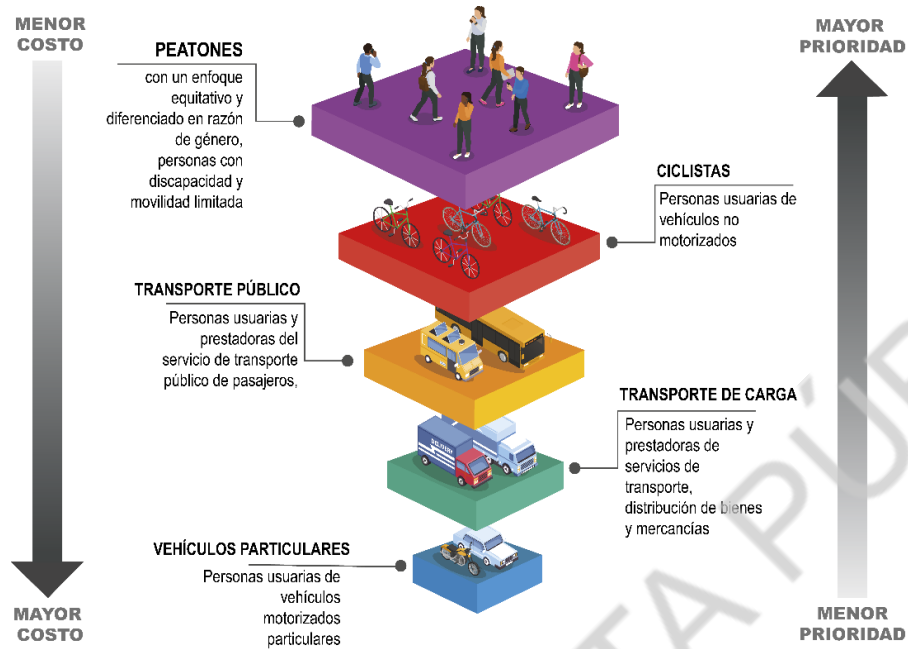 MENOR
COSTO
MAYOR
PRIORIDAD
PEATONES
con un enfoque
equitativo y
diferenciado en razón
de género,
personas con
discapacidad y
movilidad limitada
CICLISTAS
Personas usuarias de
vehículos no
motorizados
TRANSPORTE PÚBLICO
Personas usuarias y
prestadoras del
servicio de transporte
público de pasajeros,
TRANSPORTE DE CARGA
Personas usuarias y
prestadoras de
servicios de
transporte,
distribución de bienes
y mercancías
DELIVERY
VEHÍCULOS PARTICULARES
Personas usuarias de
vehículos
motorizados
particulares
MAYOR
COSTO
MENOR
PRIORIDAD